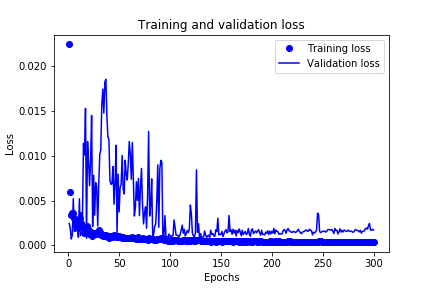 Training and validation loss
Training loss
Validation loss
0.020
0.015
0.010
0.005
0.000
Loss
0 50 100 150 200 250 300
Epochs